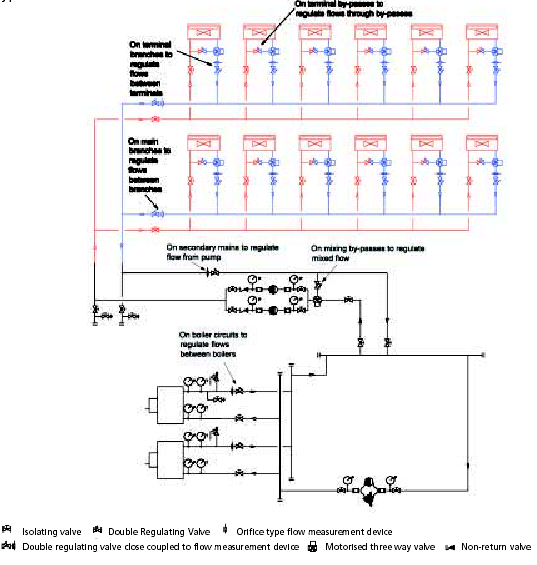 On terminal by-passes to
regulate flows through by-passes
On terminal
branches to
regulate
flows
between
terminals
On main
branches to
regulate
flows
between
branches
On secondary mains to regulate
flow from pump
On mixing by-passes to regulate
mixed flow
On boiler circuits to
regulate flows
between boilers
Isolating valve
Double Regulating Valve
Orifice type flow measurement device
Double regulating valve close coupled to flow measurement device
Motorised three way valve
Non-return valve